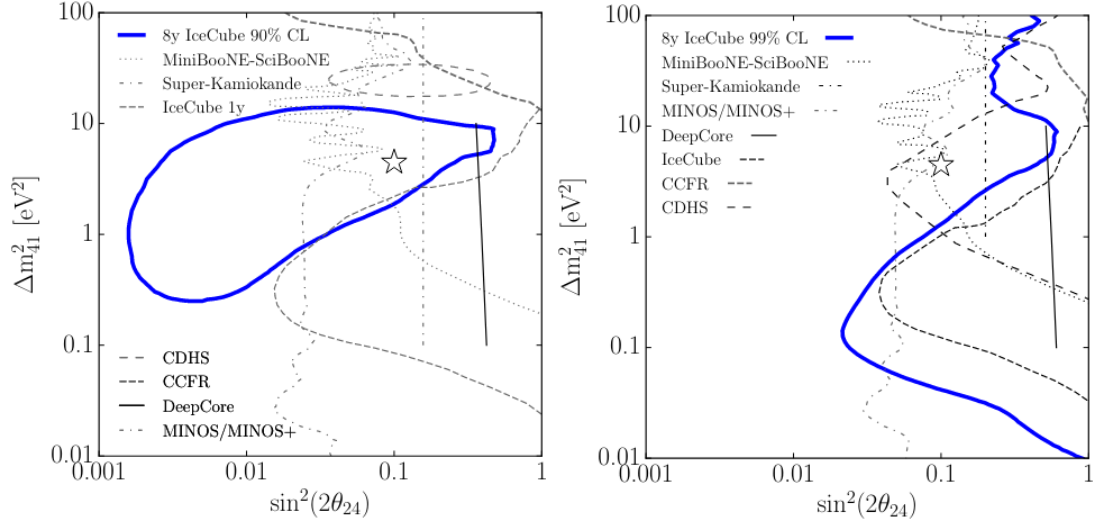 100
10
1
0.1
0.01
Δm²₄₁ [eV²]
8y IceCube 90% CL
MiniBooNE-SciBooNE
Super-Kamiokande
IceCube 1y
CDHS
CCFR
DeepCore
MINOS/MINOS+
0.001
0.01
0.1
1
sin²(2θ₂₄)
100
10
1
0.1
0.01
Δm²₄₁ [eV²]
8y IceCube 99% CL
MiniBooNE-SciBooNE
Super-Kamiokande
MINOS/MINOS+
DeepCore
IceCube
CCFR
CDHS
0.001
0.01
0.1
1
sin²(2θ₂₄)